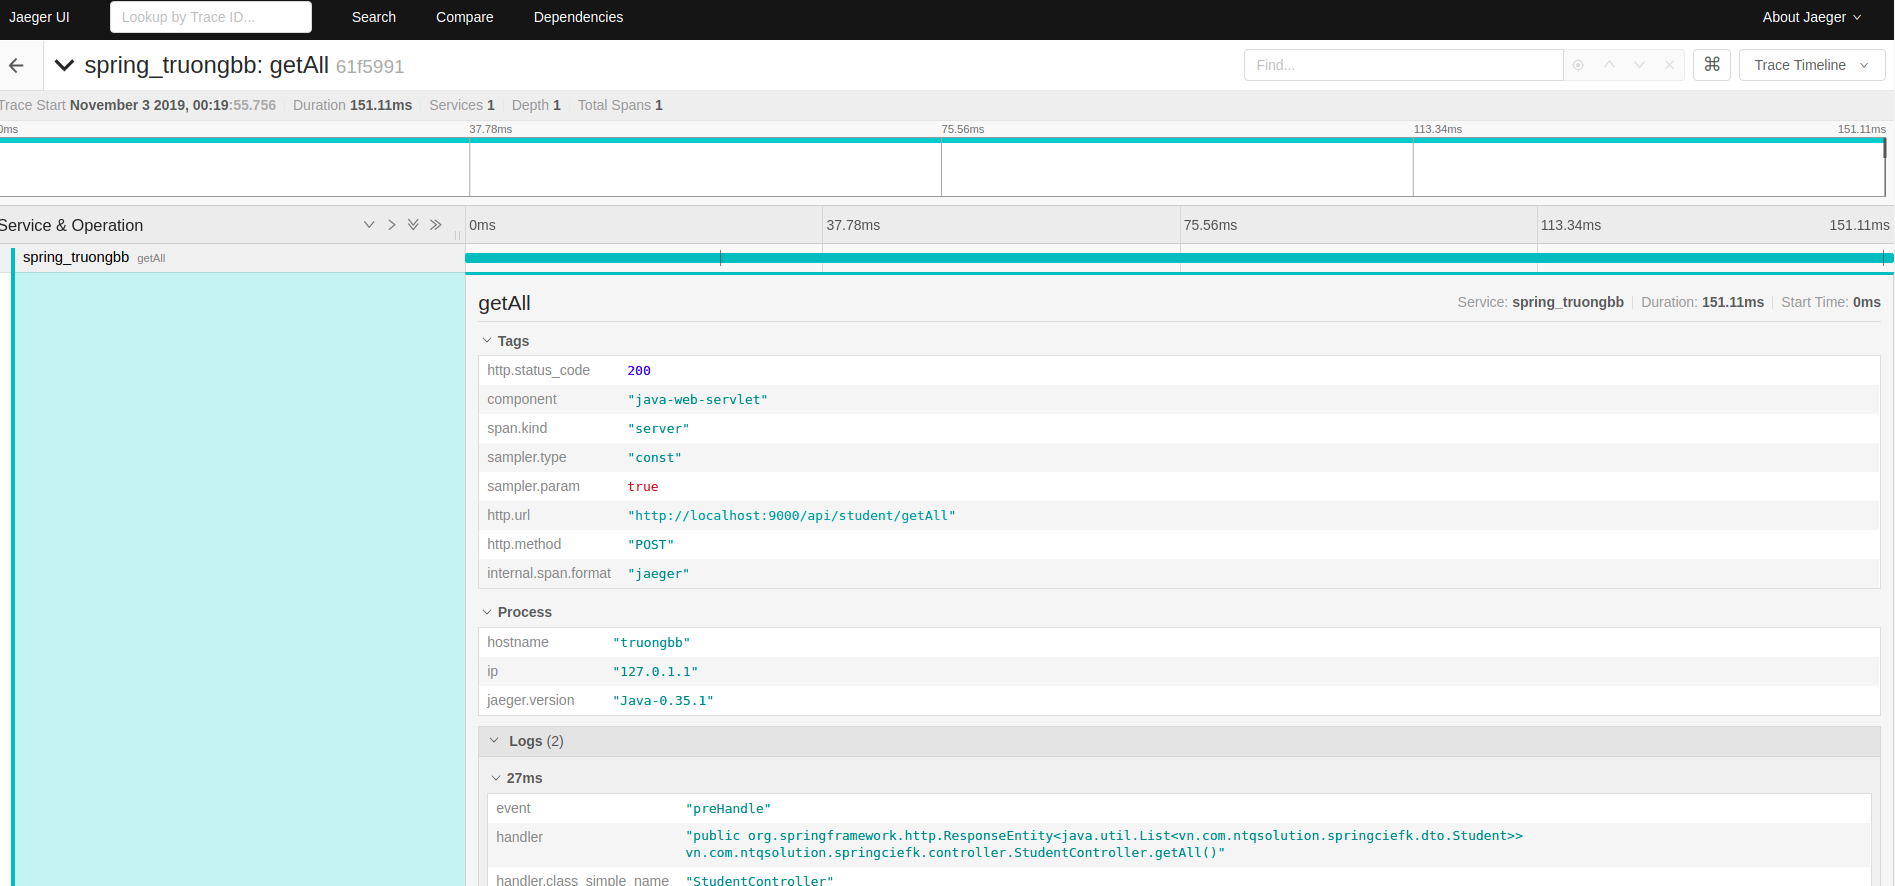 Jaeger UI Lookup by Trace ID... Search Compare Dependencies About Jaeger
spring_truongbb: getAll 61f5991 Find... ⌘ Trace Timeline
Trace Start November 3 2019, 00:19:55.756 Duration 151.11ms Services 1 Depth 1 Total Spans 1
0ms 37.78ms 75.56ms 113.34ms 151.11ms
Service & Operation 0ms 37.78ms 75.56ms 113.34ms 151.11ms
spring_truongbb getAll
getAll Service: spring_truongbb Duration: 151.11ms Start Time: 0ms
Tags
http.status_code 200
component "java-web-servlet"
span.kind "server"
sampler.type "const"
sampler.param true
http.url "http://localhost:9000/api/student/getAll"
http.method "POST"
internal.span.format "jaeger"
Process
hostname "truongbb"
ip "127.0.1.1"
jaeger.version "Java-0.35.1"
Logs (2)
27ms
event "preHandle"
handler "public org.springframework.http.ResponseEntity<java.util.List<vn.com.ntqsolution.springciefk.dto.Student>>
vn.com.ntqsolution.springciefk.controller.StudentController.getAll()"
handler.class_simple_name "StudentController"